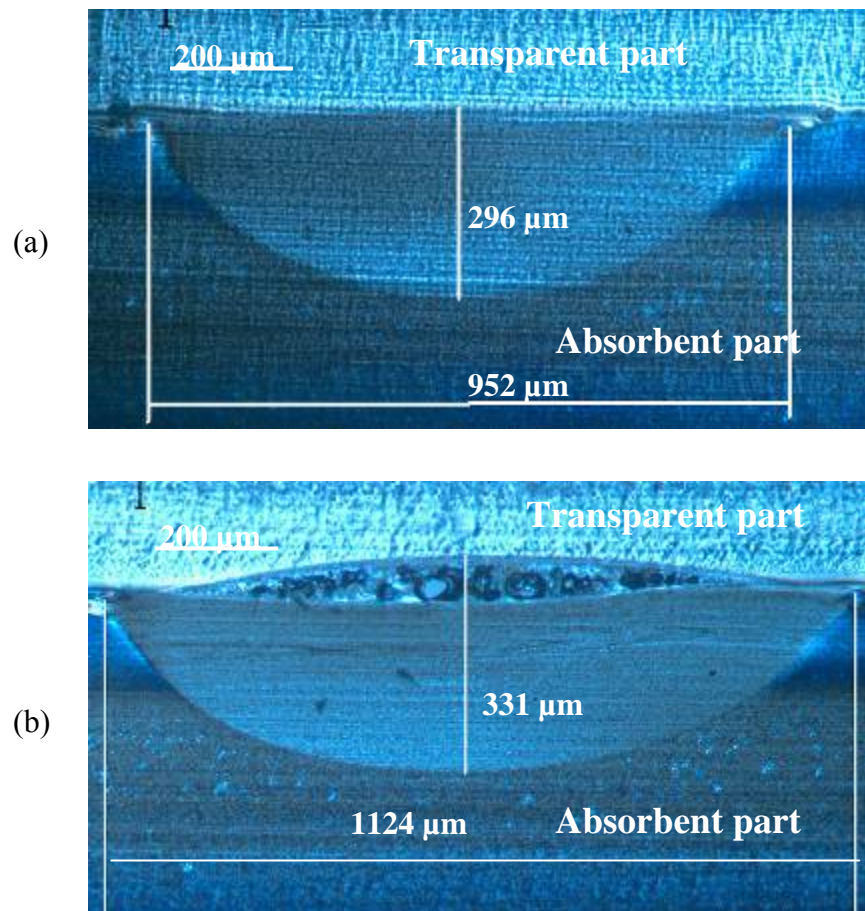 200 µm
Transparent part
296 µm
(a)
Absorbent part
952 µm
200 µm
Transparent part
331 µm
(b)
1124 µm
Absorbent part